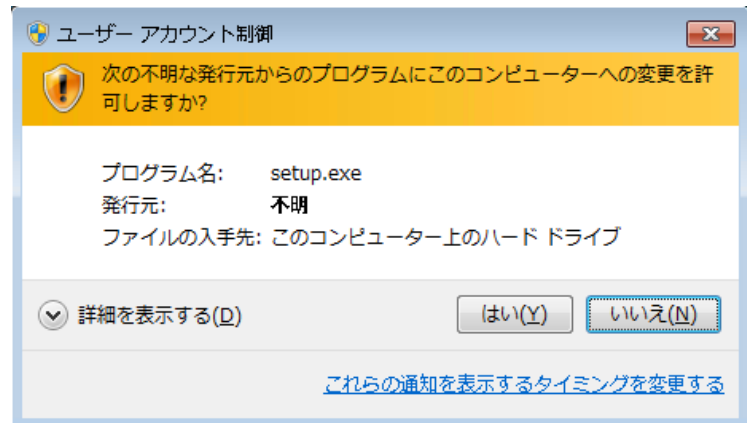 ユーザー アカウント制御
次の不明な発行元からのプログラムにこのコンピューターへの変更を許
可しますか?
プログラム名: setup.exe
発行元: 不明
ファイルの入手先: このコンピューター上のハード ドライブ
詳細を表示する(D) はい(Y) いいえ(N)
これらの通知を表示するタイミングを変更する